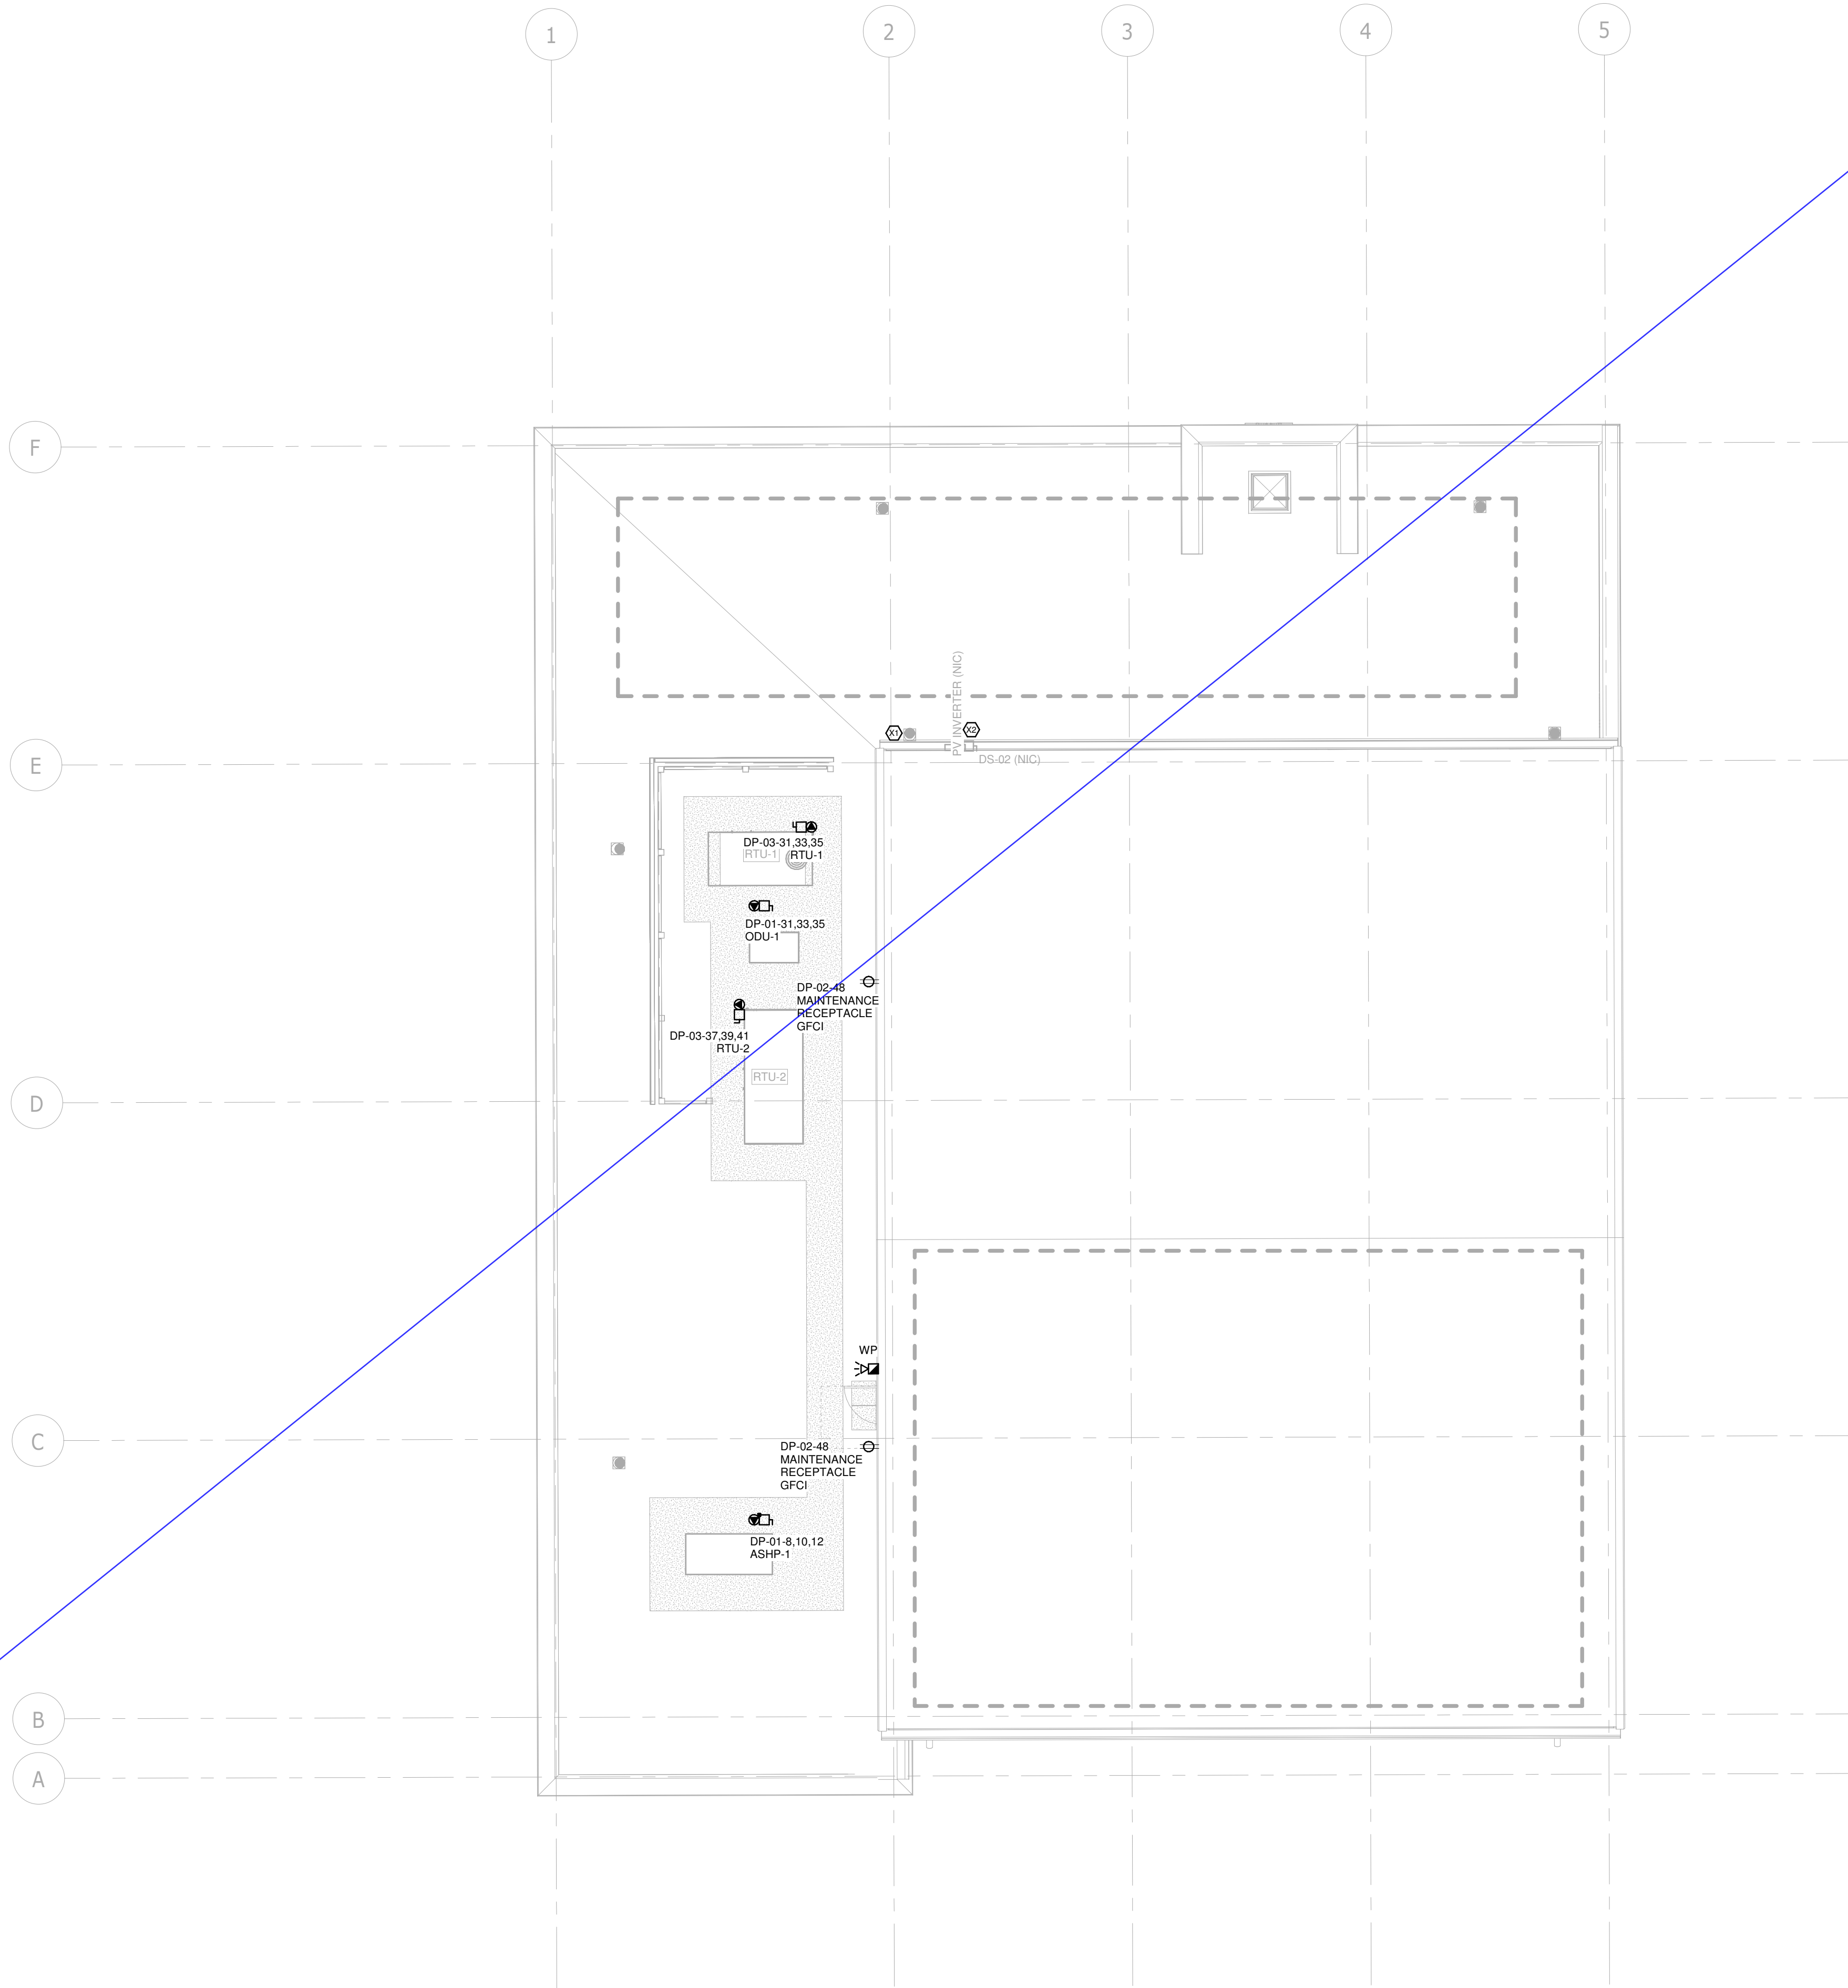 1
2
3
4
5
F
PV INVERTER (NIC)
X1
X2
E
DS-02 (NIC)
DP-03-31,33,35
RTU-1
RTU-1
DP-01-31,33,35
ODU-1
DP-02-48
MAINTENANCE
RECEPTACLE
GFCI
DP-03-37,39,41
RTU-2
RTU-2
D
WP
C
DP-02-48
MAINTENANCE
RECEPTACLE
GFCI
DP-01-8,10,12
ASHP-1
B
A